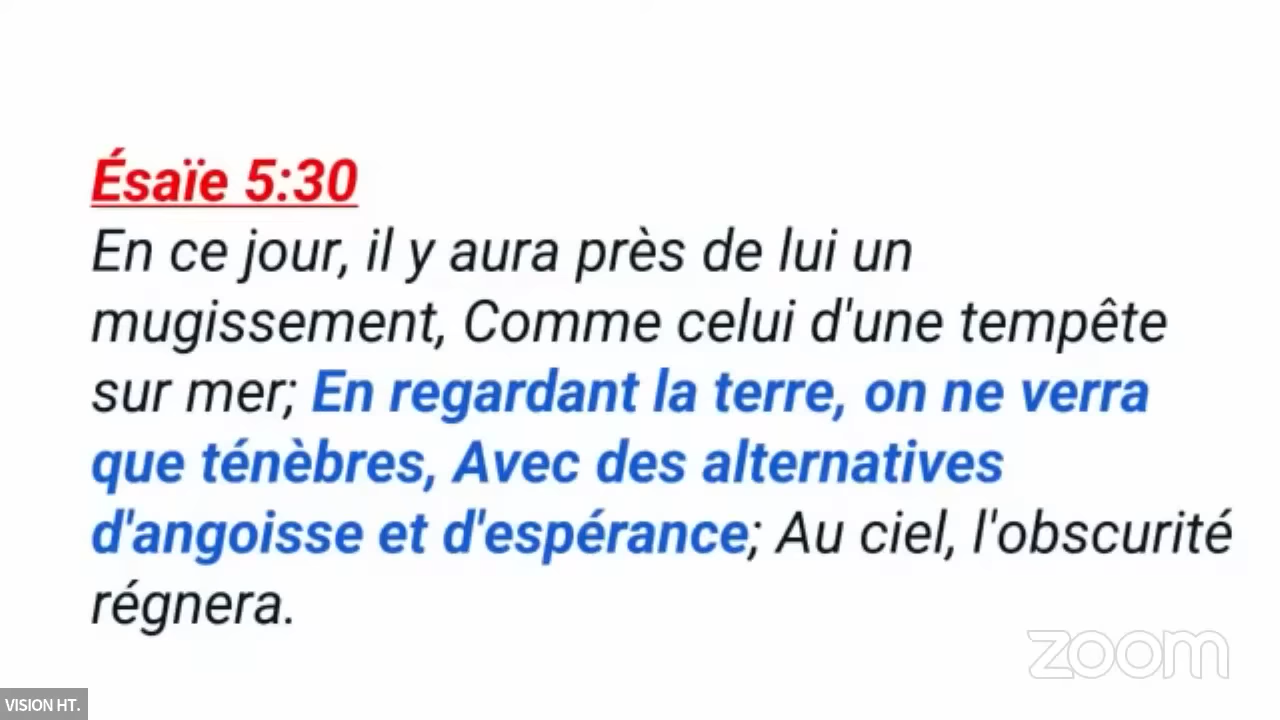 Ésaïe 5:30
En ce jour, il y aura près de lui un
mugissement, Comme celui d'une tempête
sur mer; En regardant la terre, on ne verra
que ténèbres, Avec des alternatives
d'angoisse et d'espérance; Au ciel, l'obscurité
régnera.
zoom
VISION HT.